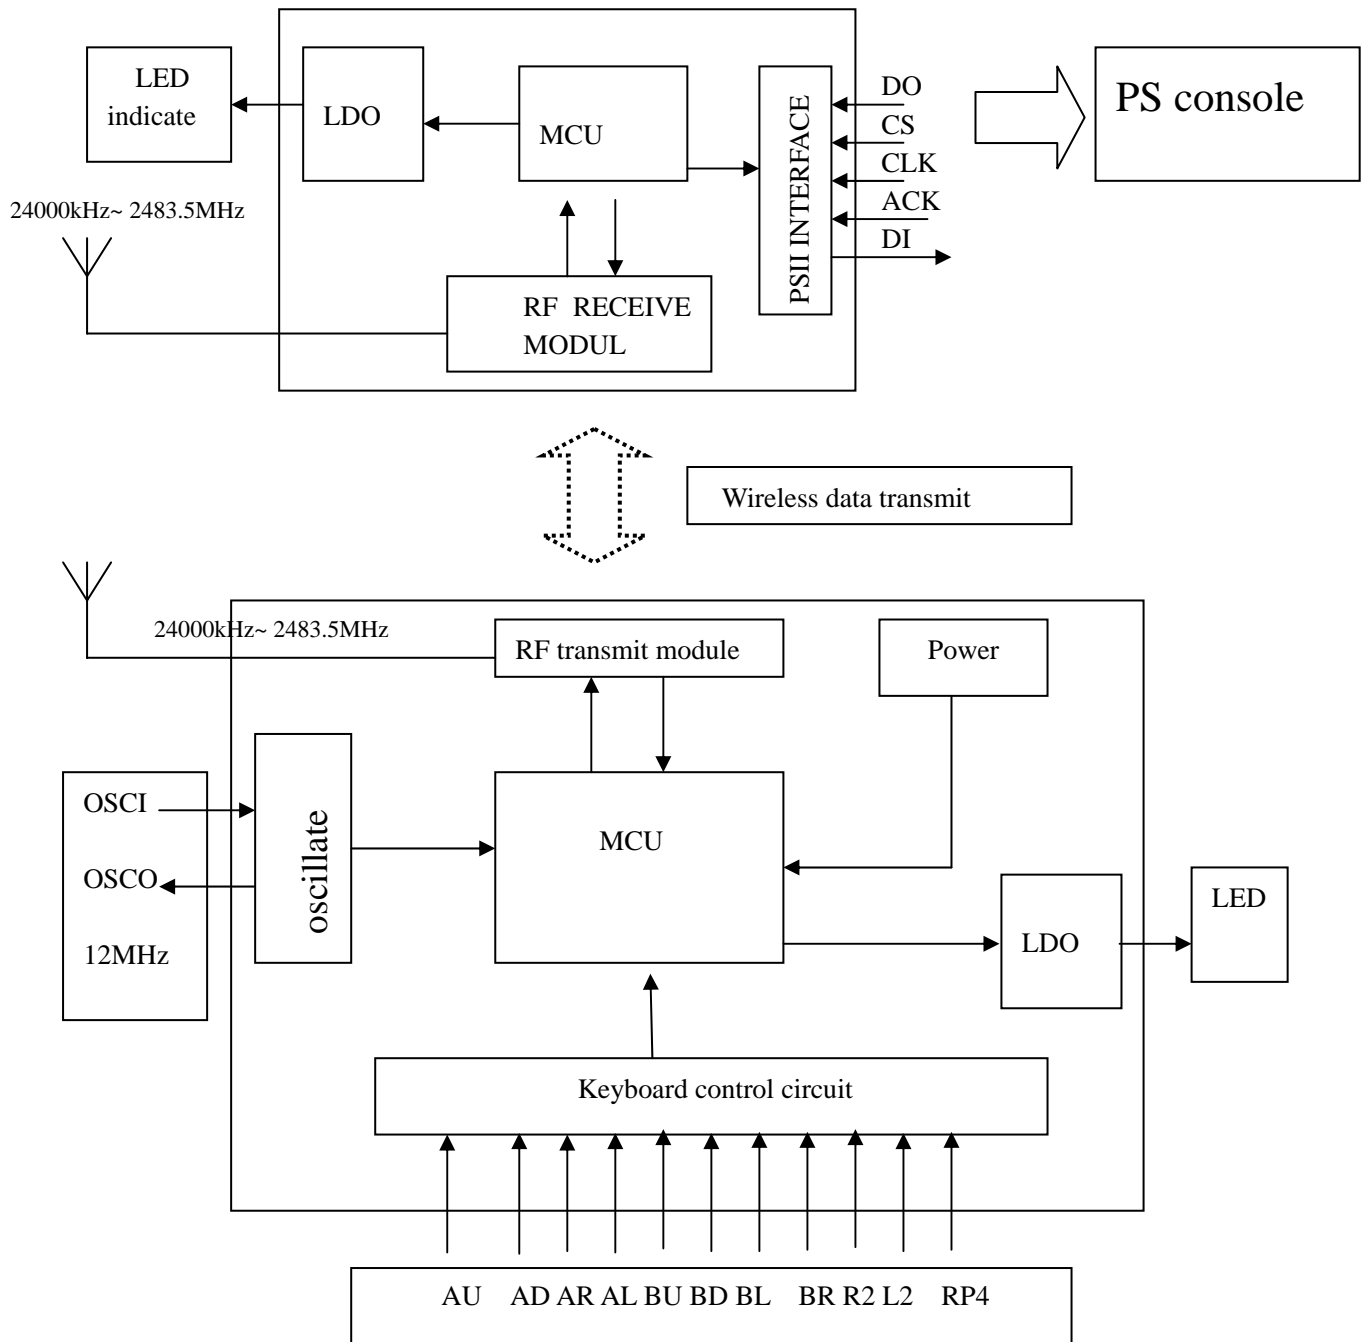 LED
indicate
LDO
MCU
PSII INTERFACE
DO
CS
CLK
ACK
DI
PS console
24000kHz~ 2483.5MHz
RF RECEIVE
MODUL
Wireless data transmit
24000kHz~ 2483.5MHz
RF transmit module
Power
OSCI
OSCO
12MHz
oscillate
MCU
LDO
LED
Keyboard control circuit
AU AD AR AL BU BD BL BR R2 L2 RP4